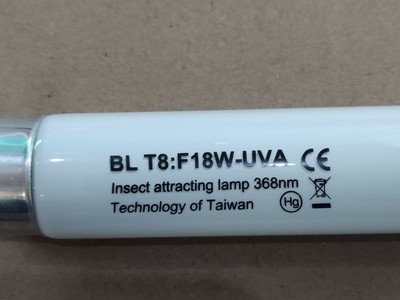 BL T8:F18W-UVA CE
Insect attracting lamp 368nm
Technology of Taiwan Hg